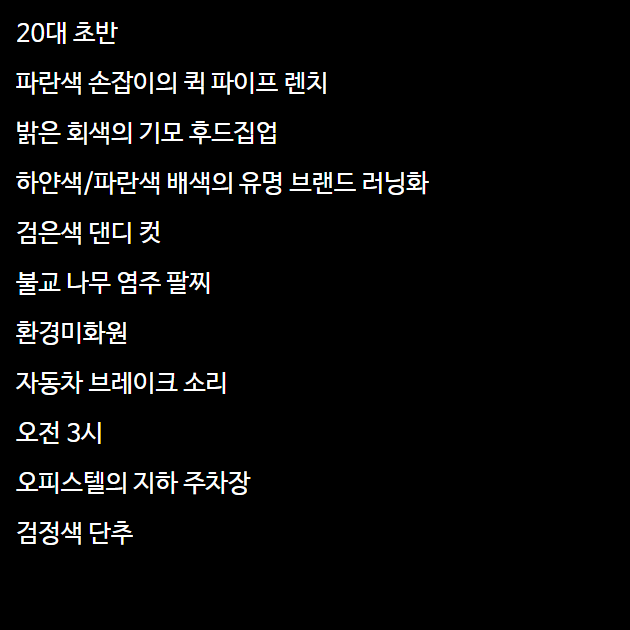 20대 초반
파란색 손잡이의 퀵 파이프 렌치
밝은 회색의 기모 후드집업
하얀색/파란색 배색의 유명 브랜드 러닝화
검은색 댄디 컷
불교 나무 염주 팔찌
환경미화원
자동차 브레이크 소리
오전 3시
오피스텔의 지하 주차장
검정색 단추